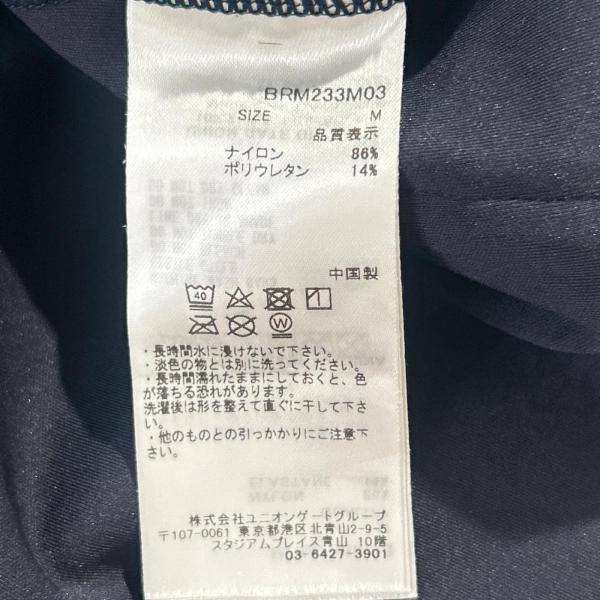 BRM233M03
SIZE M
品質表示
ナイロン 86%
ポリウレタン 14%
中国製
40
W
・長時間水に浸けないで下さい。
・淡色の物とは別に洗ってください。
・長時間濡れたままにしておくと、色
が落ちる恐れがあります。
洗濯後は形を整えて直ぐに干して下さ
い。
・他のものとの引っかかりにご注意下
さい。
ELASTANE
NYLON
株式会社ユニオンゲートグループ
〒107-0061 東京都港区北青山2-9-5
スタジアムプレイス青山 10階
03-6427-3901